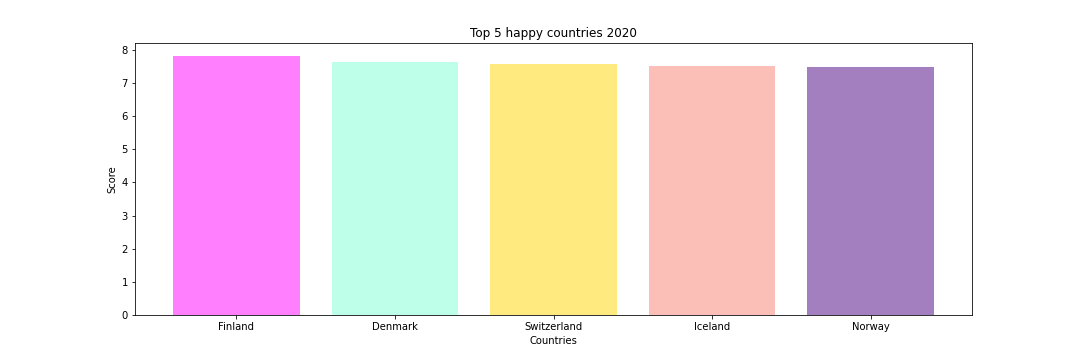 Top 5 happy countries 2020
8
7
6
5
4
3
2
1
0
Score
Finland Denmark Switzerland Iceland Norway
Countries